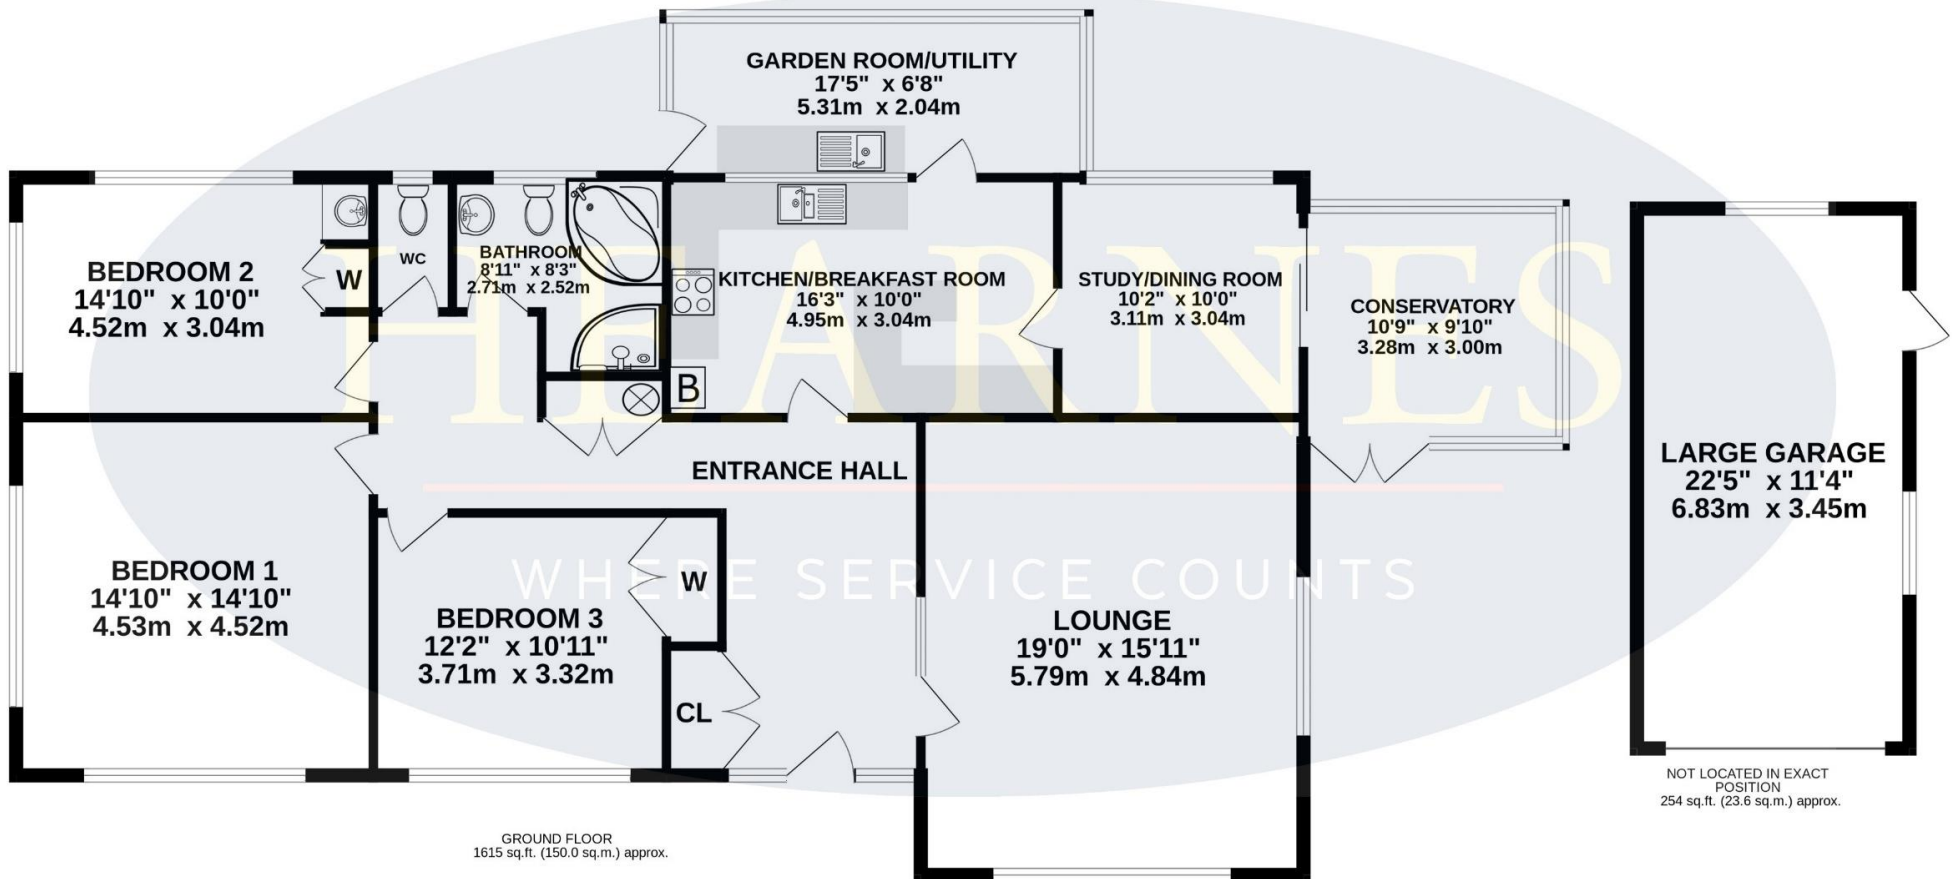 GARDEN ROOM/UTILITY
17'5" x 6'8"
5.31m x 2.04m
BEDROOM 2
14'10" x 10'0"
4.52m x 3.04m
W
WC
BATHROOM
8'11" x 8'3"
2.71m x 2.52m
KITCHEN/BREAKFAST ROOM
16'3" x 10'0"
4.95m x 3.04m
B
STUDY/DINING ROOM
10'2" x 10'0"
3.11m x 3.04m
CONSERVATORY
10'9" x 9'10"
3.28m x 3.00m
HEARNES
WHERE SERVICE COUNTS
ENTRANCE HALL
LARGE GARAGE
22'5" x 11'4"
6.83m x 3.45m
BEDROOM 1
14'10" x 14'10"
4.53m x 4.52m
BEDROOM 3
12'2" x 10'11"
3.71m x 3.32m
W
CL
LOUNGE
19'0" x 15'11"
5.79m x 4.84m
NOT LOCATED IN EXACT
POSITION
254 sq.ft. (23.6 sq.m.) approx.
GROUND FLOOR
1615 sq.ft. (150.0 sq.m.) approx.